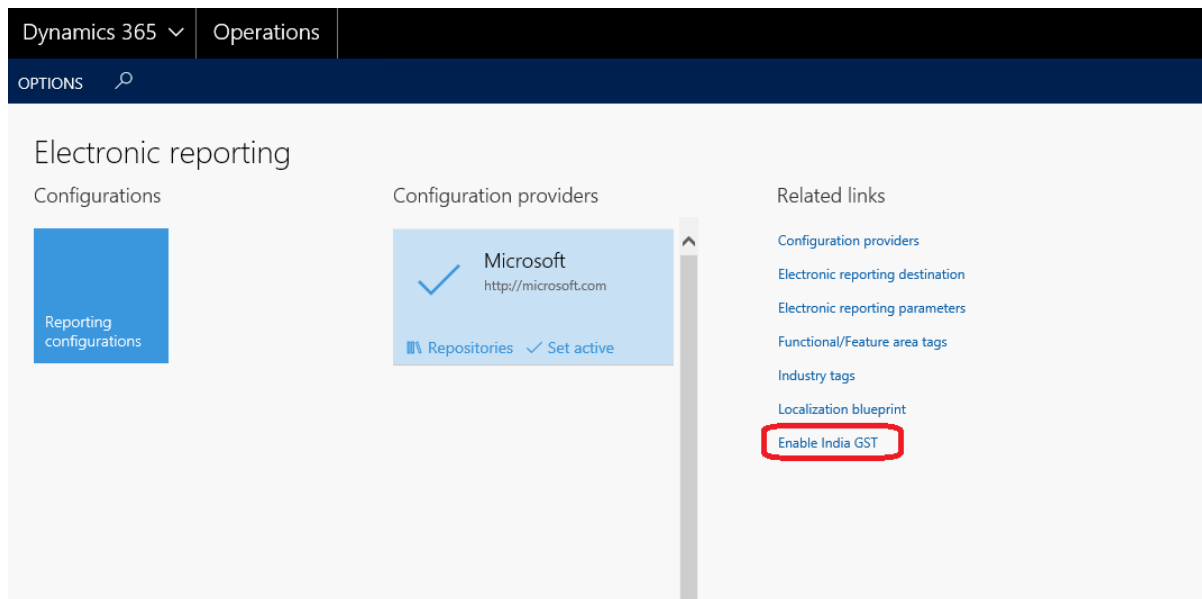 Dynamics 365 Operations
OPTIONS
Electronic reporting
Configurations
Reporting
configurations
Configuration providers
Microsoft
http://microsoft.com
Repositories Set active
Related links
Configuration providers
Electronic reporting destination
Electronic reporting parameters
Functional/Feature area tags
Industry tags
Localization blueprint
Enable India GST